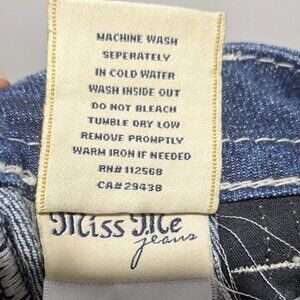 MACHINE WASH
SEPERATELY
IN COLD WATER
WASH INSIDE OUT
DO NOT BLEACH
TUMBLE DRY LOW
REMOVE PROMPTLY
WARM IRON IF NEEDED
RN#112568
CA#29438
Miss Me
jeans